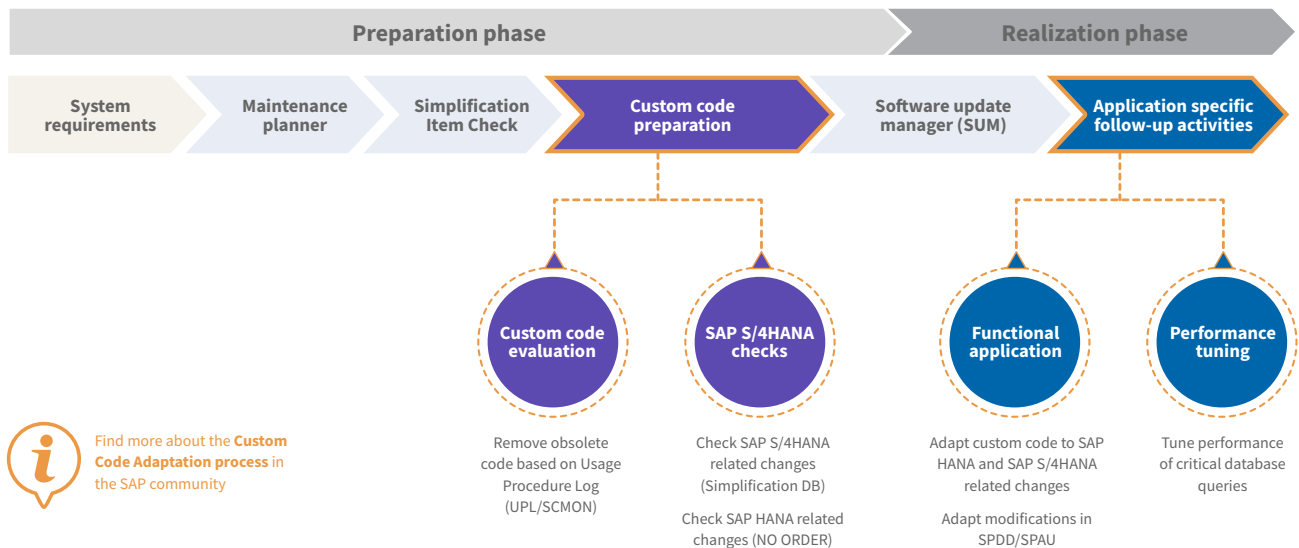 Preparation phase
Realization phase
System
requirements
Maintenance
planner
Simplification
Item Check
Custom code
preparation
Software update
manager (SUM)
Application specific
follow-up activities
Custom code
evaluation
SAP S/4HANA
checks
Functional
application
Performance
tuning
Remove obsolete
code based on Usage
Procedure Log
(UPL/SCMON)
Check SAP S/4HANA
related changes
(Simplification DB)
Check SAP HANA related
changes (NO ORDER)
Adapt custom code to SAP
HANA and SAP S/4HANA
related changes
Adapt modifications in
SPDD/SPAU
Tune performance
of critical database
queries
i
Find more about the Custom
Code Adaptation process in
the SAP community